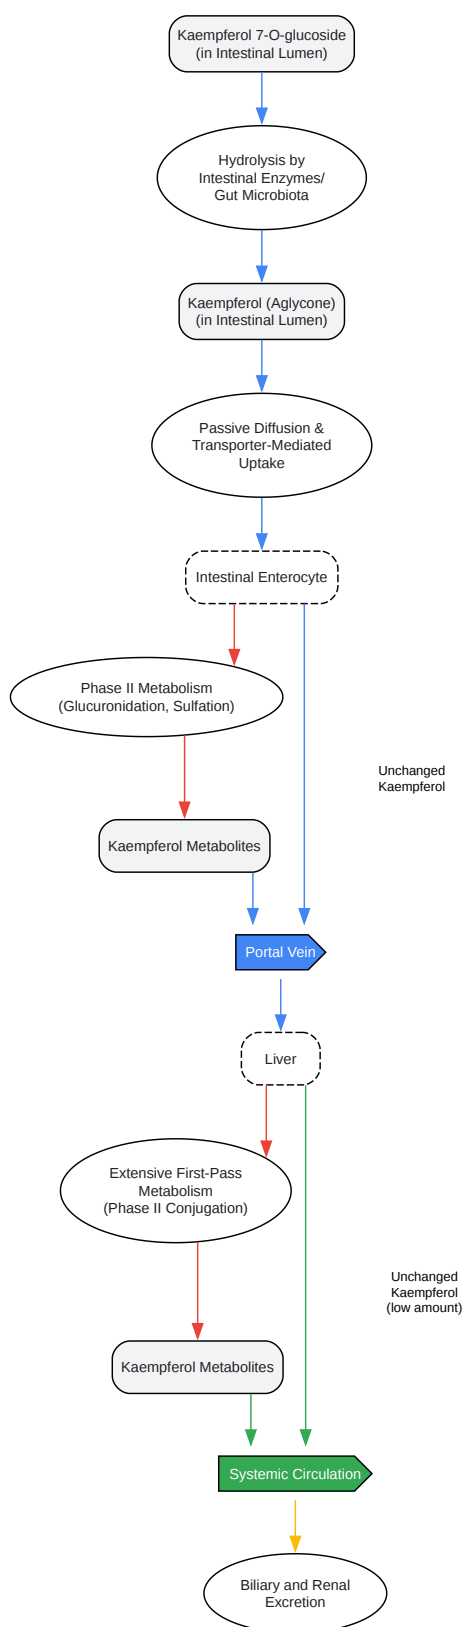 Kaempferol 7-O-glucoside
(in Intestinal Lumen)
Hydrolysis by
Intestinal Enzymes/
Gut Microbiota
Kaempferol (Aglycone)
(in Intestinal Lumen)
Passive Diffusion &
Transporter-Mediated
Uptake
Intestinal Enterocyte
Phase II Metabolism
(Glucuronidation, Sulfation)
Unchanged
Kaempferol
Kaempferol Metabolites
Portal Vein
Liver
Extensive First-Pass
Metabolism
(Phase II Conjugation)
Unchanged
Kaempferol
(low amount)
Kaempferol Metabolites
Systemic Circulation
Biliary and Renal
Excretion